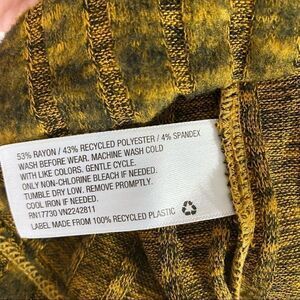 53% RAYON / 43% RECYCLED POLYESTER / 4% SPANDEX
WASH BEFORE WEAR. MACHINE WASH COLD
WITH LIKE COLORS. GENTLE CYCLE.
ONLY NON-CHLORINE BLEACH IF NEEDED.
TUMBLE DRY LOW. REMOVE PROMPTLY.
COOL IRON IF NEEDED.
RN17730 VN2242811
LABEL MADE FROM 100% RECYCLED PLASTIC